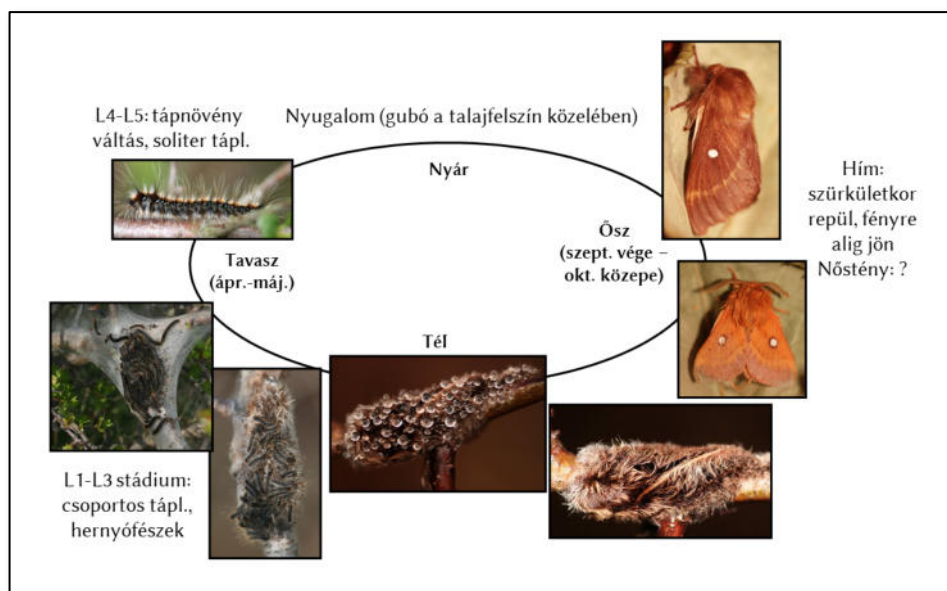 L4-L5: tápnövény
váltás, soliter tápl.
Nyugalom (gubó a talajfelszín közelében)
Nyár
Hím:
szürkületkor
repül, fényre
alig jön
Nőstény: ?
Ősz
(szept. vége –
okt. közepe)
Tavasz
(ápr.-máj.)
Tél
L1-L3 stádium:
csoportos tápl.,
hernyófészek